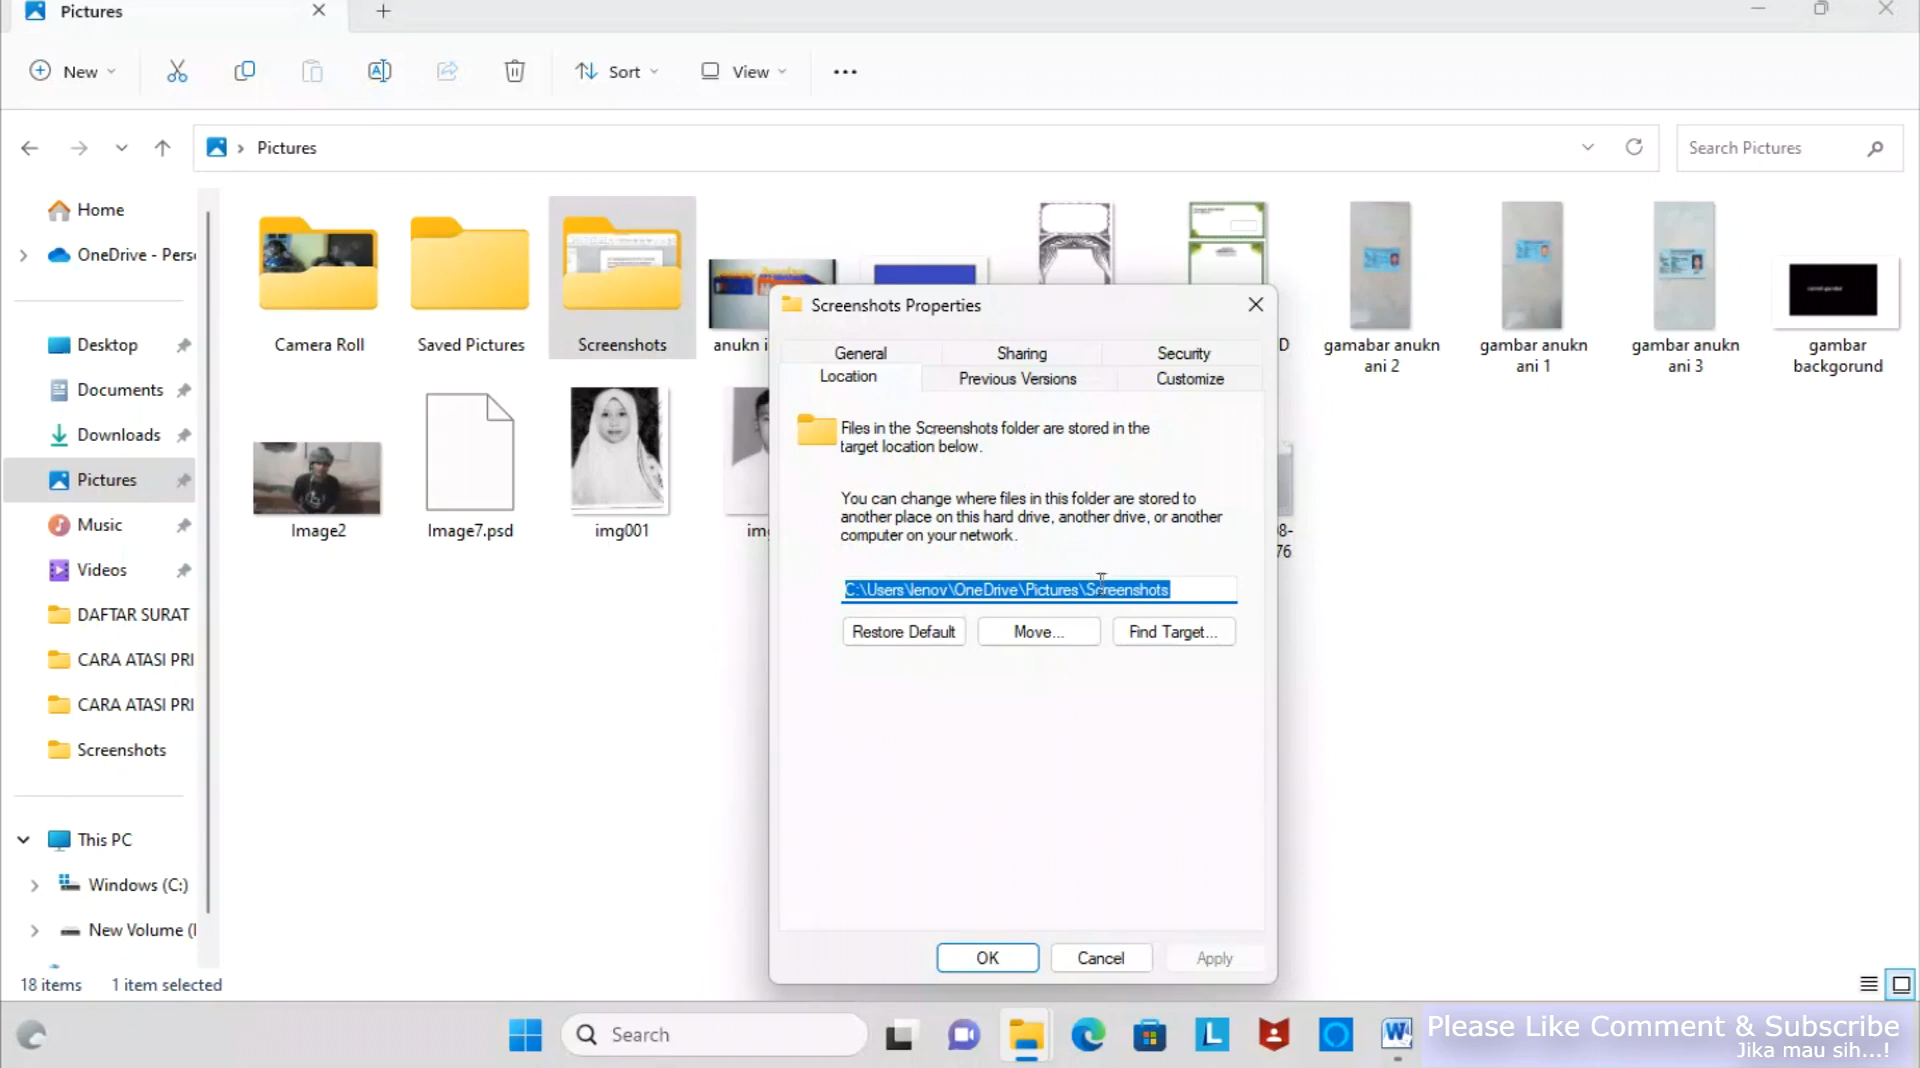 Pictures
New
Sort
View
Pictures
Search Pictures
Home
OneDrive - Pers
Desktop
Documents
Downloads
Pictures
Music
Videos
DAFTAR SURAT
CARA ATASI PRI
CARA ATASI PRI
Screenshots
This PC
Windows (C:)
New Volume (
Camera Roll
Saved Pictures
Screenshots
anukn i
D
gamabar anukn
ani 2
gambar anukn
ani 1
gambar anukn
ani 3
gambar
backgorund
Image2
Image7.psd
img001
im
8-
76
Screenshots Properties
General
Sharing
Security
Location
Previous Versions
Customize
Files in the Screenshots folder are stored in the
target location below.
You can change where files in this folder are stored to
another place on this hard drive, another drive, or another
computer on your network.
C:\Users\lenov\OneDrive\Pictures\Screenshots
Restore Default
Move...
Find Target...
OK
Cancel
Apply
18 items
1 item selected
Search
Please Like Comment & Subscribe
Jika mau sih...!